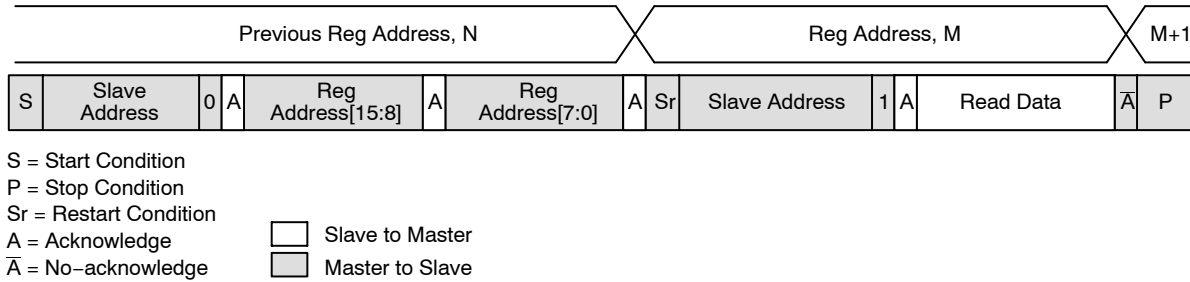 Previous Reg Address, N Reg Address, M M+1
S Slave Address 0 A Reg Address[15:8] A Reg Address[7:0] A Sr Slave Address 1 A Read Data A̅ P
S = Start Condition
P = Stop Condition
Sr = Restart Condition
A = Acknowledge
A̅ = No−acknowledge
Slave to Master
Master to Slave